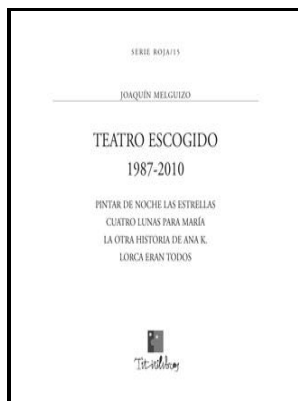 SERIE ROJA/15
JOAQUÍN MELGUIZO
TEATRO ESCOGIDO
1987-2010
PINTAR DE NOCHE LAS ESTRELLAS
CUATRO LUNAS PARA MARÍA
LA OTRA HISTORIA DE ANA K.
LORCA ERAN TODOS